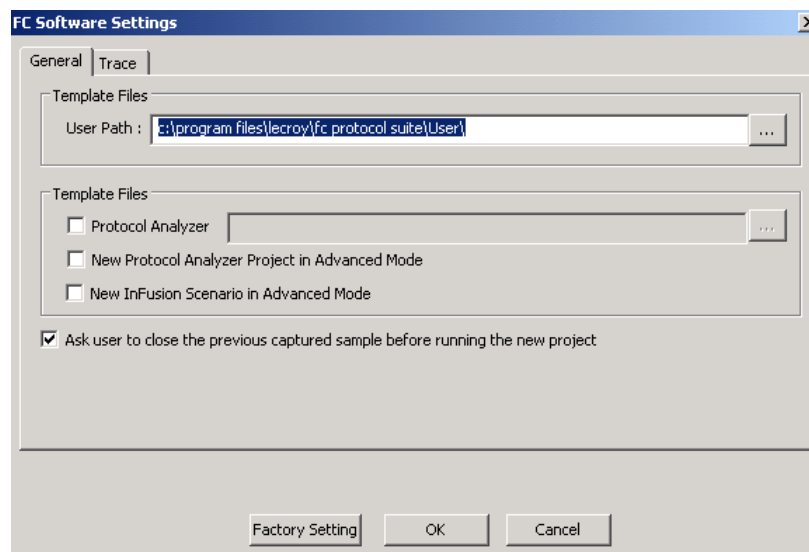 FC Software Settings
General Trace
Template Files
User Path : c:\program files\lecroy\fc protocol suite\User\ ...
Template Files
Protocol Analyzer ...
New Protocol Analyzer Project in Advanced Mode
New InFusion Scenario in Advanced Mode
Ask user to close the previous captured sample before running the new project
Factory Setting OK Cancel